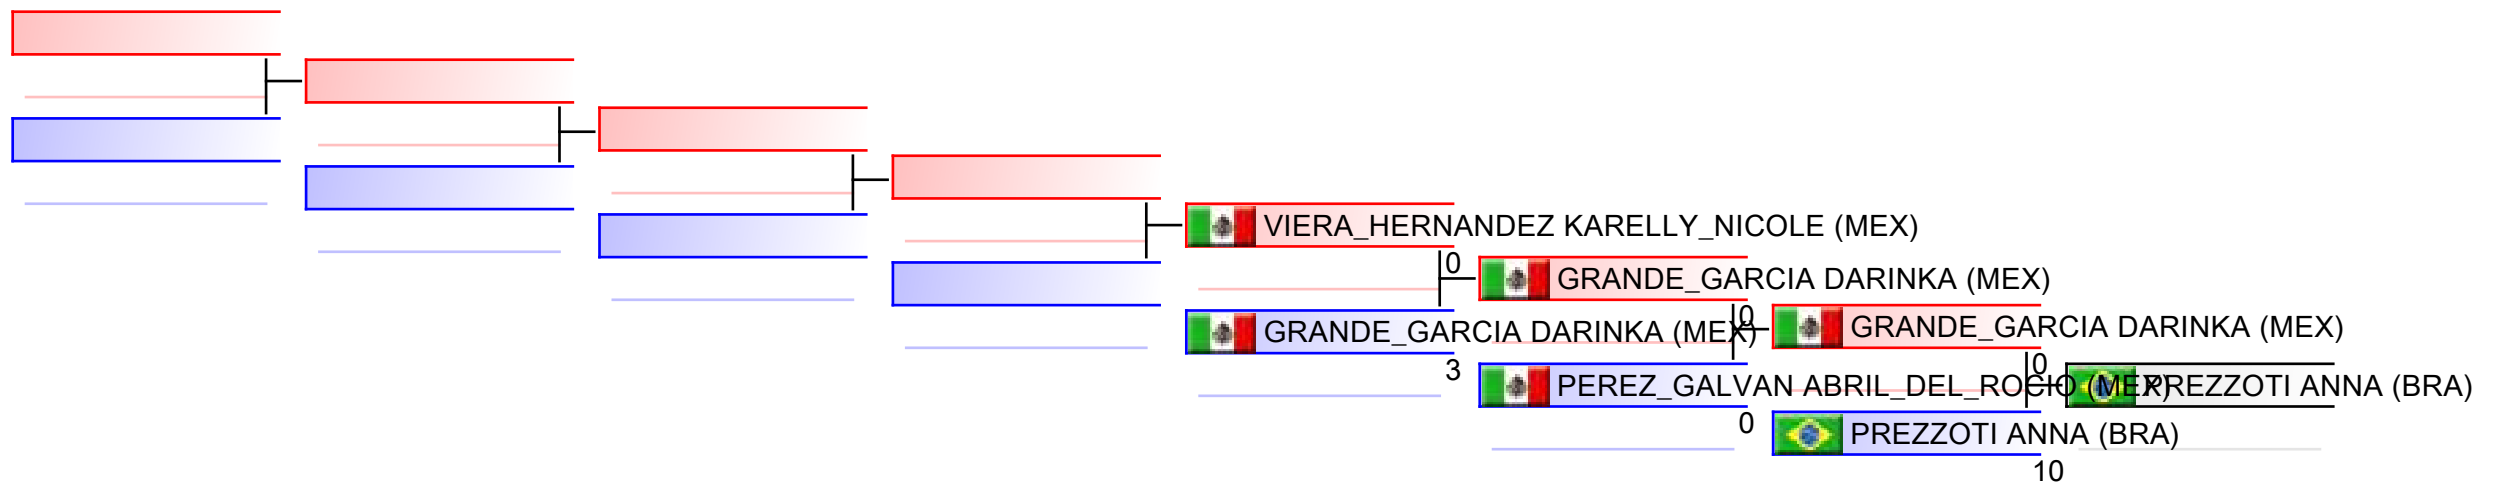 VIERA_HERNANDEZ KARELLY_NICOLE (MEX)
0
GRANDE_GARCIA DARINKA (MEX)
3
GRANDE_GARCIA DARINKA (MEX)
0
PEREZ_GALVAN ABRIL_DEL_ROCIO (MEX)
0
GRANDE_GARCIA DARINKA (MEX)
0
PREZZOTI ANNA (BRA)
10
PREZZOTI ANNA (BRA)